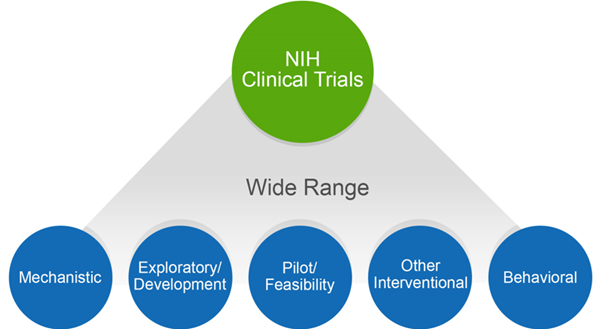 NIH
Clinical Trials
Wide Range
Mechanistic
Exploratory/
Development
Pilot/
Feasibility
Other
Interventional
Behavioral